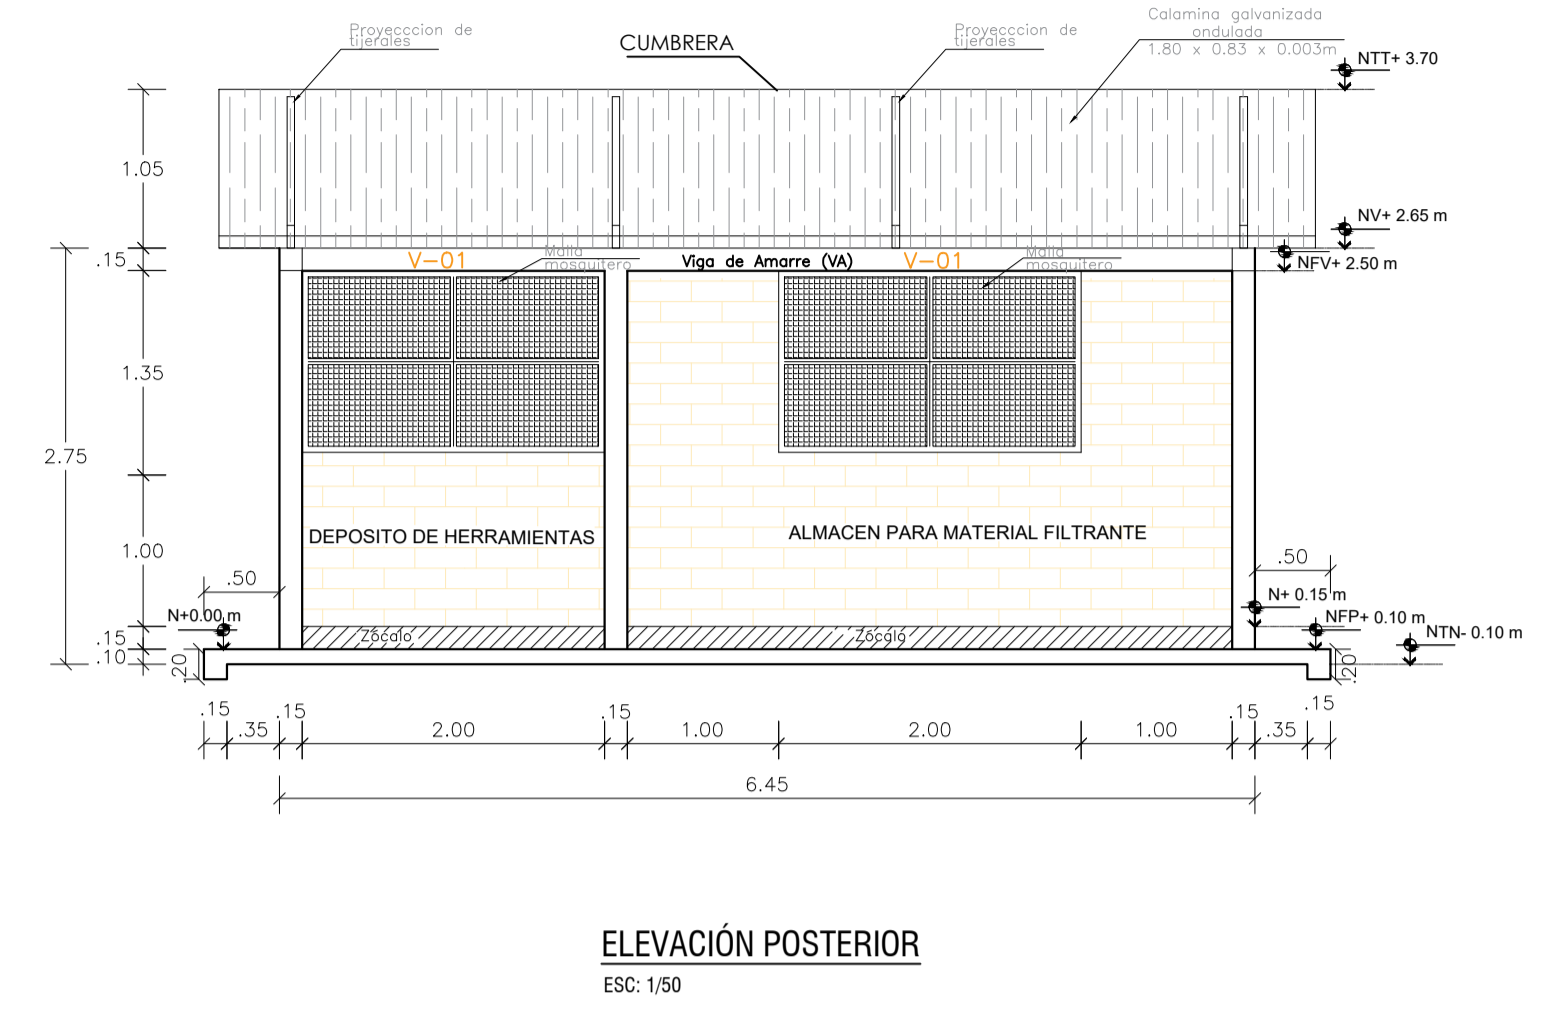 Proyecccion de
tijerales
CUMBRERA
Proyecccion de
tijerales
Calamina galvanizada
ondulada
1.80 x 0.83 x 0.003m
NTT+ 3.70
1.05
NV+ 2.65 m
.15
V-01
Malla
mosquitero
Viga de Amarre (VA)
V-01
Malla
mosquitero
NFV+ 2.50 m
1.35
2.75
1.00
DEPOSITO DE HERRAMIENTAS
ALMACEN PARA MATERIAL FILTRANTE
.50
.50
N+0.00 m
N+ 0.15 m
NFP+ 0.10 m
NTN- 0.10 m
.15
.10
.20
Zócalo
Zócalo
.20
.15
.35
.15
2.00
.15
1.00
2.00
1.00
.15
.35
.15
6.45
ELEVACIÓN POSTERIOR
ESC: 1/50